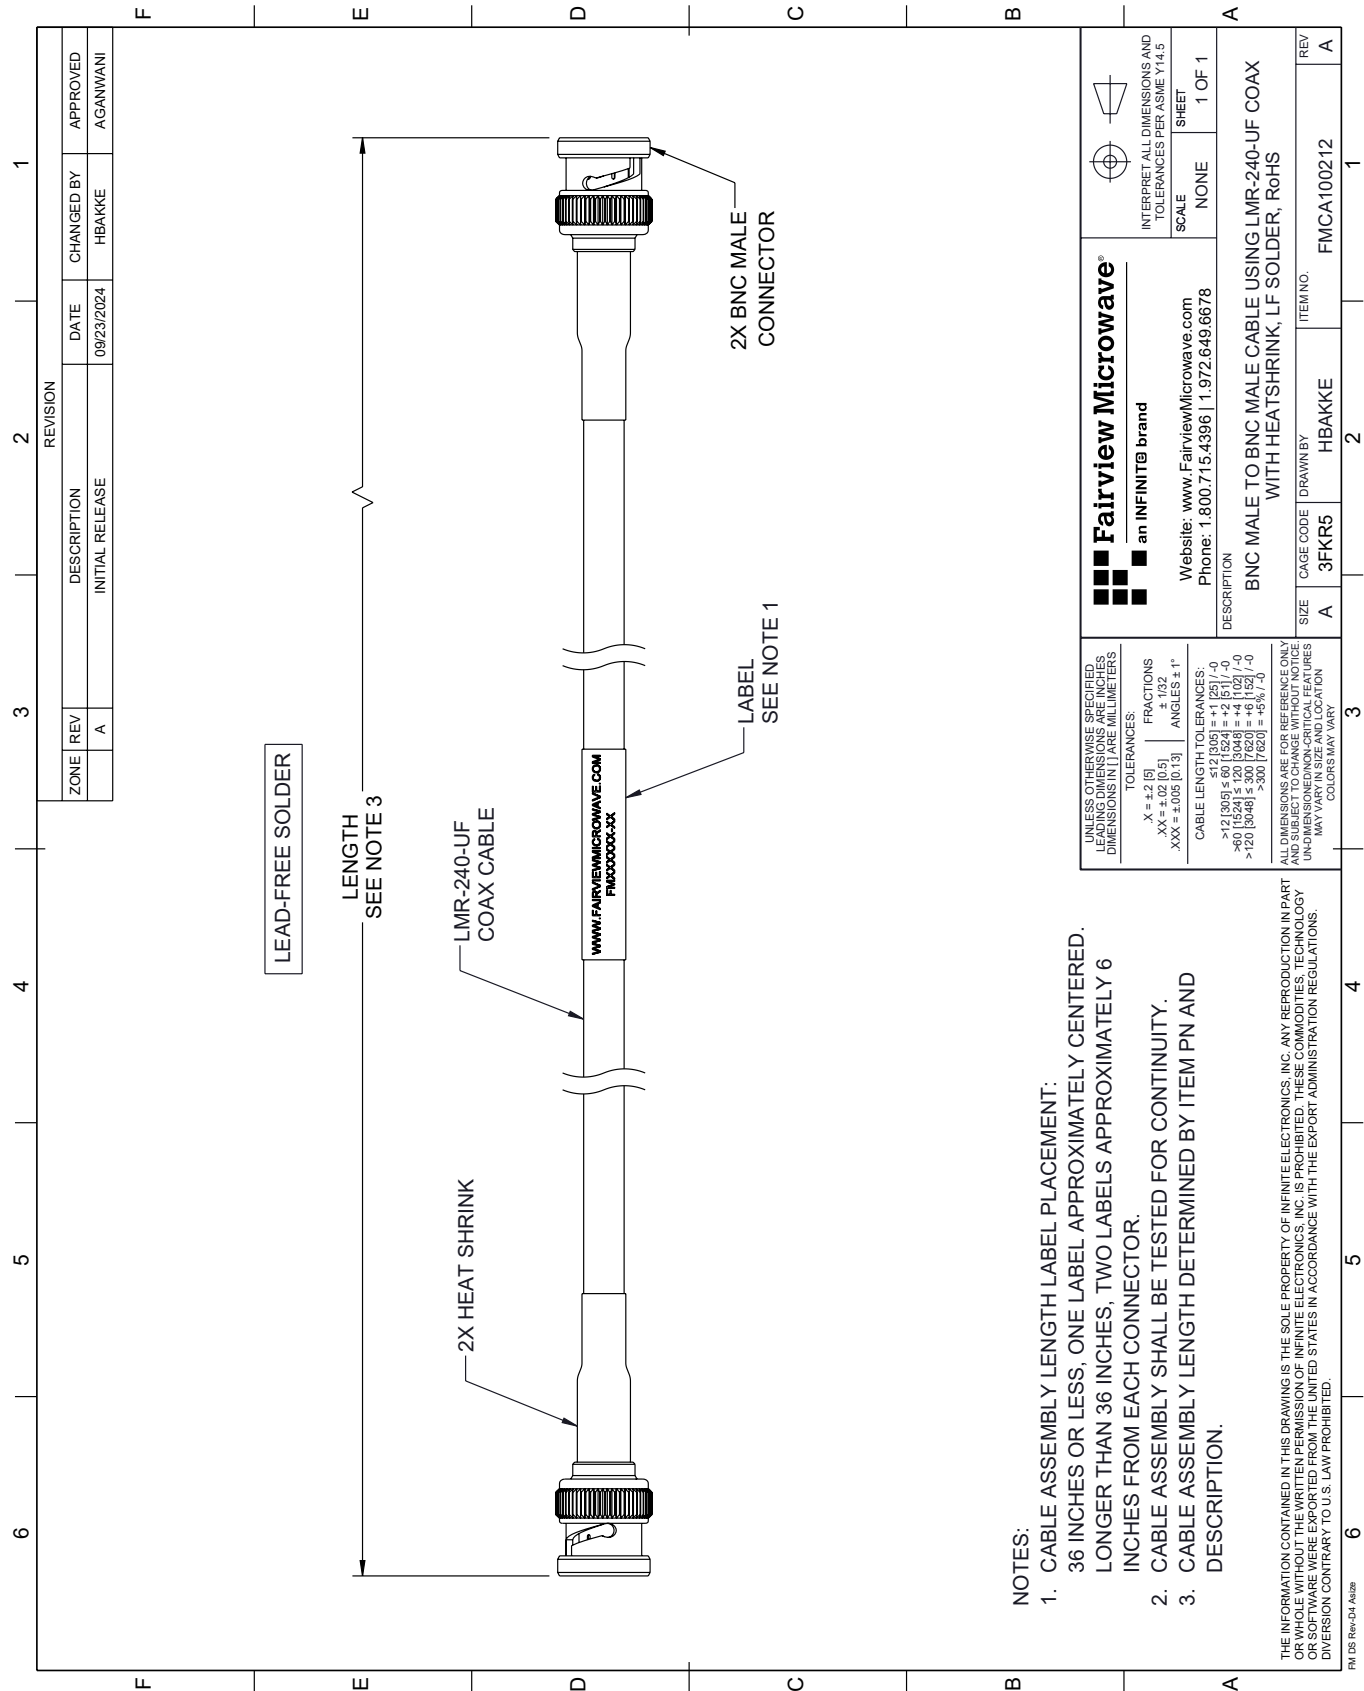 6
5
4
3
2
1
F
E
D
C
B
A
REVISION
ZONE REV DESCRIPTION DATE CHANGED BY APPROVED
A INITIAL RELEASE 09/23/2024 HBAKKE AGANWANI
LEAD-FREE SOLDER
LENGTH
SEE NOTE 3
2X HEAT SHRINK
LMR-240-UF
COAX CABLE
WWW.FAIRVIEWMICROWAVE.COM
FMXXXXXX-XX
LABEL
SEE NOTE 1
2X BNC MALE
CONNECTOR
NOTES:
1. CABLE ASSEMBLY LENGTH LABEL PLACEMENT:
36 INCHES OR LESS, ONE LABEL APPROXIMATELY CENTERED.
LONGER THAN 36 INCHES, TWO LABELS APPROXIMATELY 6
INCHES FROM EACH CONNECTOR.
2. CABLE ASSEMBLY SHALL BE TESTED FOR CONTINUITY.
3. CABLE ASSEMBLY LENGTH DETERMINED BY ITEM PN AND
DESCRIPTION.
THE INFORMATION CONTAINED IN THIS DRAWING IS THE SOLE PROPERTY OF INFINITE ELECTRONICS, INC. ANY REPRODUCTION IN PART
OR WHOLE WITHOUT THE WRITTEN PERMISSION OF INFINITE ELECTRONICS, INC. IS PROHIBITED. THESE COMMODITIES, TECHNOLOGY
OR SOFTWARE WERE EXPORTED FROM THE UNITED STATES IN ACCORDANCE WITH THE EXPORT ADMINISTRATION REGULATIONS.
DIVERSION CONTRARY TO U.S. LAW PROHIBITED.
UNLESS OTHERWISE SPECIFIED
LEADING DIMENSIONS ARE INCHES
DIMENSIONS IN [ ] ARE MILLIMETERS
TOLERANCES:
.X = ±.2 [5]
.XX = ±.02 [0.5]
.XXX = ±.005 [0.13]
FRACTIONS
± 1/32
ANGLES ± 1°
CABLE LENGTH TOLERANCES:
≤12 [305] = +1 [25] / -0
>12 [305] ≤ 60 [1524] = +2 [51] / -0
>60 [1524] ≤ 120 [3048] = +4 [102] / -0
>120 [3048] ≤ 300 [7620] = +6 [152] / -0
>300 [7620] = +5% / -0
ALL DIMENSIONS ARE FOR REFERENCE ONLY
AND SUBJECT TO CHANGE WITHOUT NOTICE.
UN-DIMENSIONED/NON-CRITICAL FEATURES
MAY VARY IN SIZE AND LOCATION
COLORS MAY VARY
Fairview Microwave®
an INFINIT@ brand
Website: www.FairviewMicrowave.com
Phone: 1.800.715.4396 | 1.972.649.6678
INTERPRET ALL DIMENSIONS AND
TOLERANCES PER ASME Y14.5
SCALE
NONE
SHEET
1 OF 1
DESCRIPTION
BNC MALE TO BNC MALE CABLE USING LMR-240-UF COAX
WITH HEATSHRINK, LF SOLDER, RoHS
SIZE
A
CAGE CODE
3FKR5
DRAWN BY
HBAKKE
ITEM NO.
FMCA100212
REV
A
F
E
D
C
B
A
6
5
4
3
2
1
FM DS Rev-D4 Asize